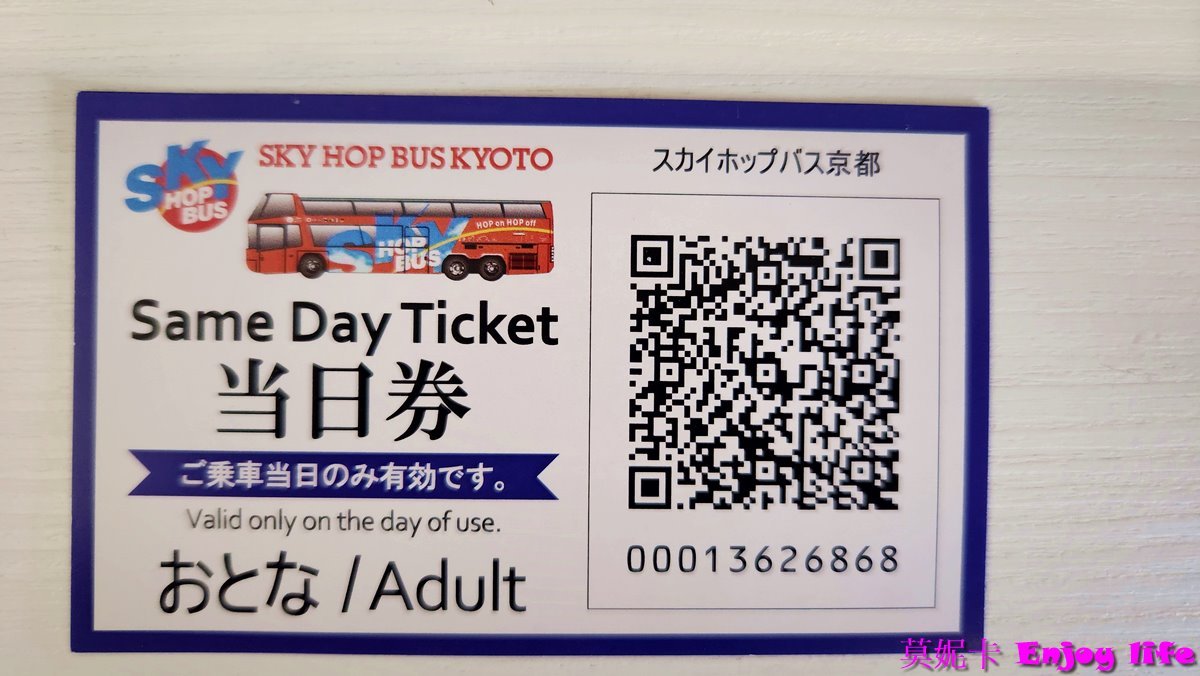 SKY
HOP
BUS
SKY HOP BUS KYOTO
HOP on HOP off
SKY
HOP
BUS
Same Day Ticket
当日券
ご乗車当日のみ有効です。
Valid only on the day of use.
おとな / Adult
スカイホップバス京都
00013626868
莫妮卡 Enjoy life